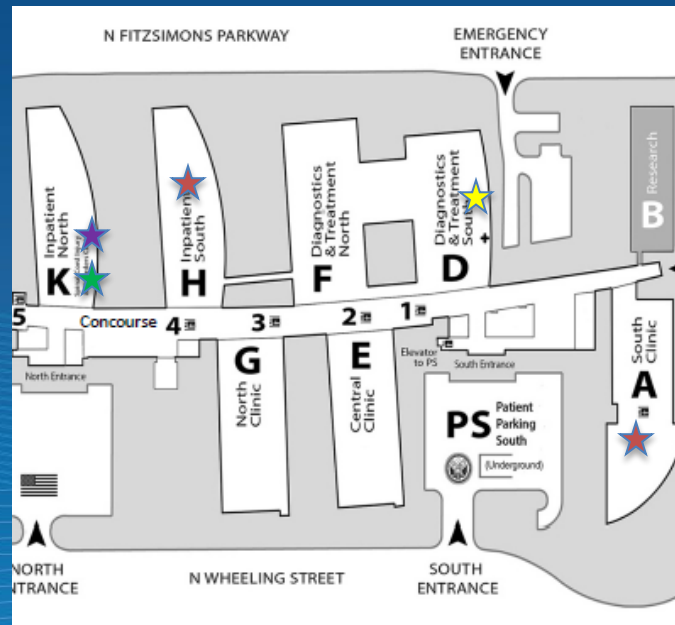 N FITZSIMONS PARKWAY
EMERGENCY
ENTRANCE
Inpatient
North
K
Inpatient
South
H
Diagnostics
& Treatment
North
F
Diagnostics
& Treatment
South
D
Research
B
5
Concourse
4
3
2
1
North Entrance
G
North
Clinic
E
Central
Clinic
Elevator
to PS
South Entrance
South
Clinic
A
PS
Patient
Parking
South
(Underground)
NORTH
NTRANCE
N WHEELING STREET
SOUTH
ENTRANCE